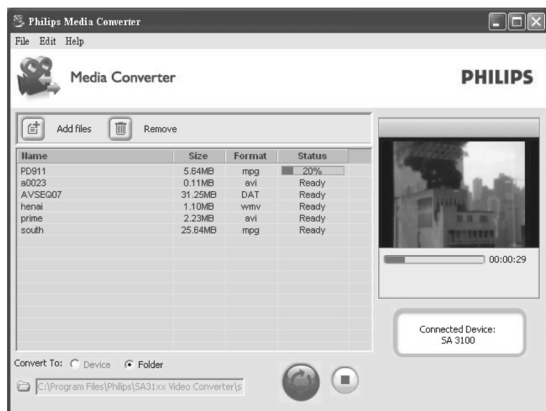 Philips Media Converter
File Edit Help
Media Converter
PHILIPS
Add files Remove
Name Size Format Status
PD911 5.64MB mpg 20%
a0023 0.11MB avi Ready
AVSEQ07 31.25MB DAT Ready
henai 1.10MB wmv Ready
prime 2.23MB avi Ready
south 25.64MB mpg Ready
00:00:29
Connected Device:
SA 3100
Convert To: Device Folder
C:\Program Files\Philips\SA31xx Video Converter\s